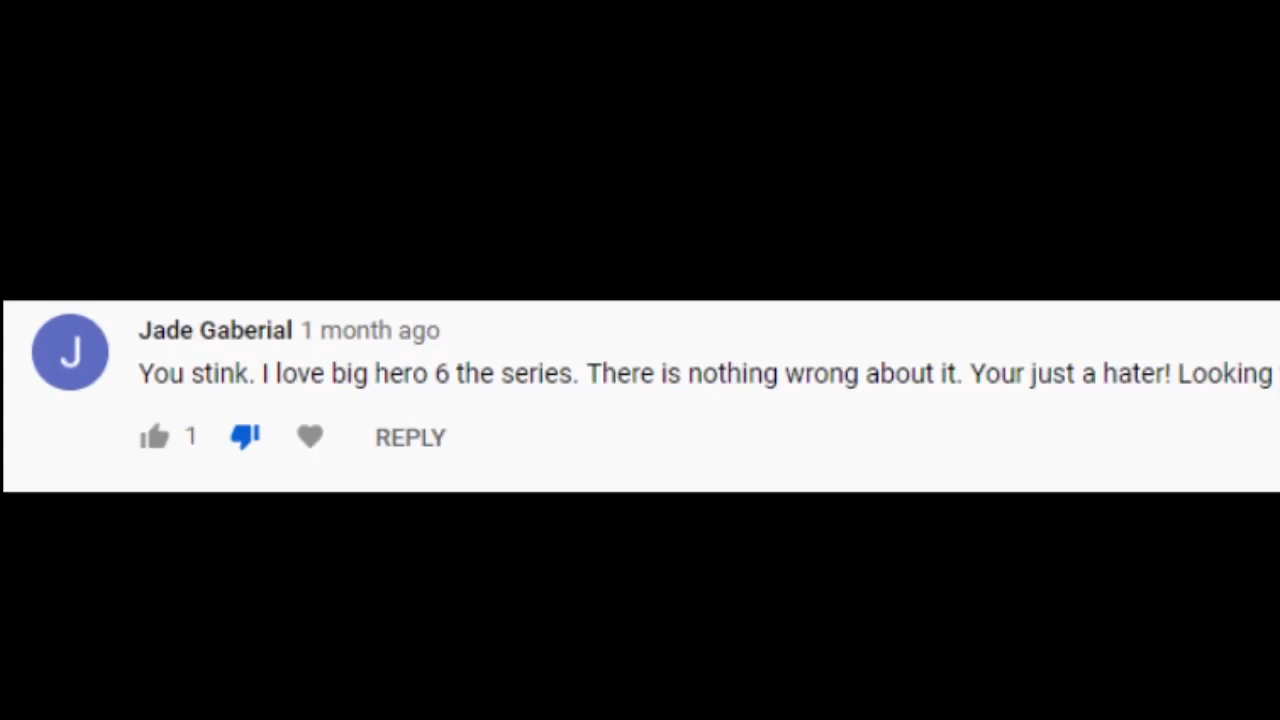 J
Jade Gaberial 1 month ago
You stink. I love big hero 6 the series. There is nothing wrong about it. Your just a hater! Looking
1 REPLY